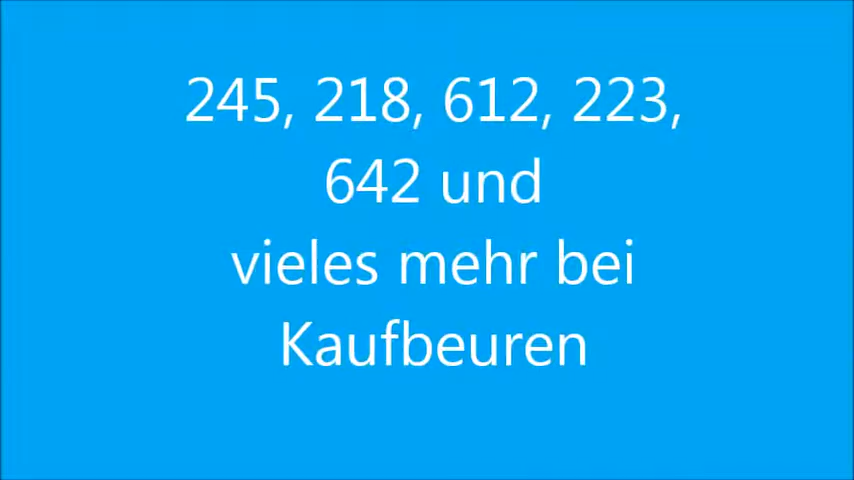 245, 218, 612, 223,
642 und
vieles mehr bei
Kaufbeuren